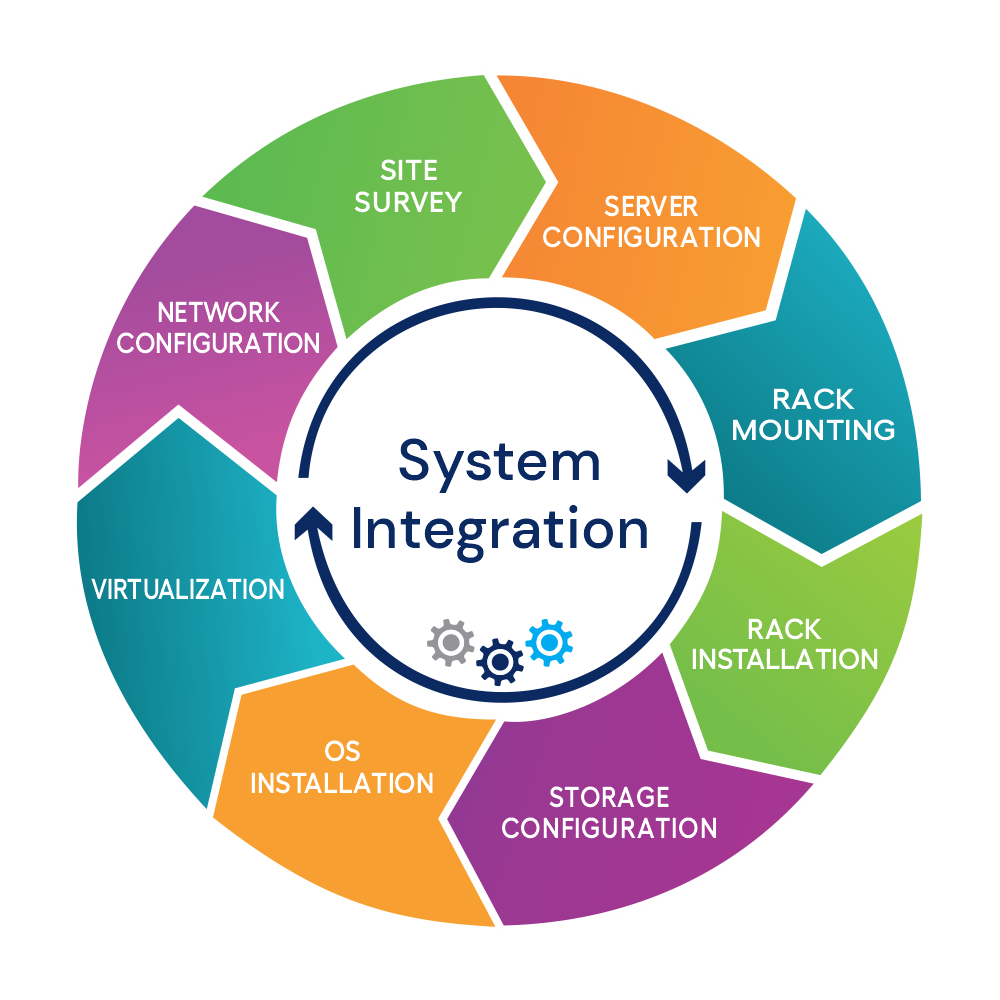 SITE
SURVEY
SERVER
CONFIGURATION
RACK
MOUNTING
RACK
INSTALLATION
STORAGE
CONFIGURATION
OS
INSTALLATION
VIRTUALIZATION
NETWORK
CONFIGURATION
System
Integration